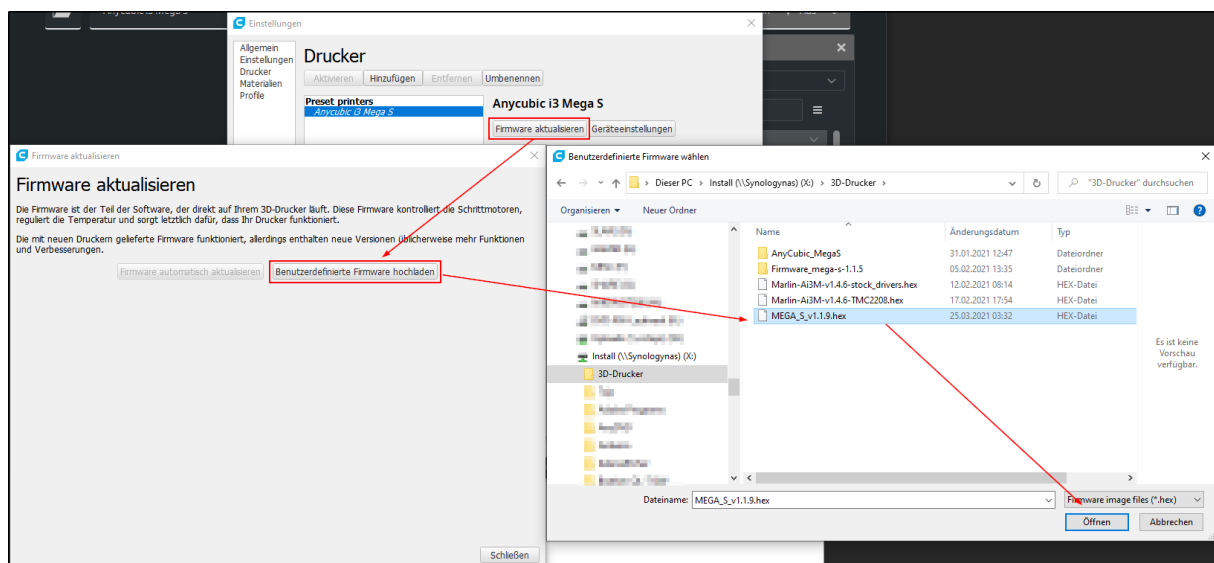 Einstellungen
Allgemein
Einstellungen
Drucker
Materialien
Profile
Drucker
Aktivieren Hinzufügen Entfernen Umbenennen
Preset printers
Anycubic i3 Mega S
Anycubic i3 Mega S
Firmware aktualisieren Geräteeinstellungen
Firmware aktualisieren
Firmware aktualisieren
Die Firmware ist der Teil der Software, der direkt auf Ihrem 3D-Drucker läuft. Diese Firmware kontrolliert die Schrittmotoren,
reguliert die Temperatur und sorgt letztlich dafür, dass Ihr Drucker funktioniert.
Die mit neuen Druckern gelieferte Firmware funktioniert, allerdings enthalten neue Versionen üblicherweise mehr Funktionen
und Verbesserungen.
Firmware automatisch aktualisieren Benutzerdefinierte Firmware hochladen
Schließen
Benutzerdefinierte Firmware wählen
Dieser PC > Install (\\Synologynas) (X:) > 3D-Drucker >
"3D-Drucker" durchsuchen
Organisieren Neuer Ordner
Install (\\Synologynas) (X:)
3D-Drucker
Name Änderungsdatum Typ
AnyCubic_MegaS 31.01.2021 12:47 Dateiordner
Firmware_mega-s-1.1.5 05.02.2021 13:35 Dateiordner
Marlin-Ai3M-v1.4.6-stock_drivers.hex 12.02.2021 08:14 HEX-Datei
Marlin-Ai3M-v1.4.6-TMC2208.hex 17.02.2021 17:54 HEX-Datei
MEGA_S_v1.1.9.hex 25.03.2021 03:32 HEX-Datei
Es ist keine
Vorschau
verfügbar.
Dateiname: MEGA_S_v1.1.9.hex Firmware image files (*.hex)
Öffnen Abbrechen